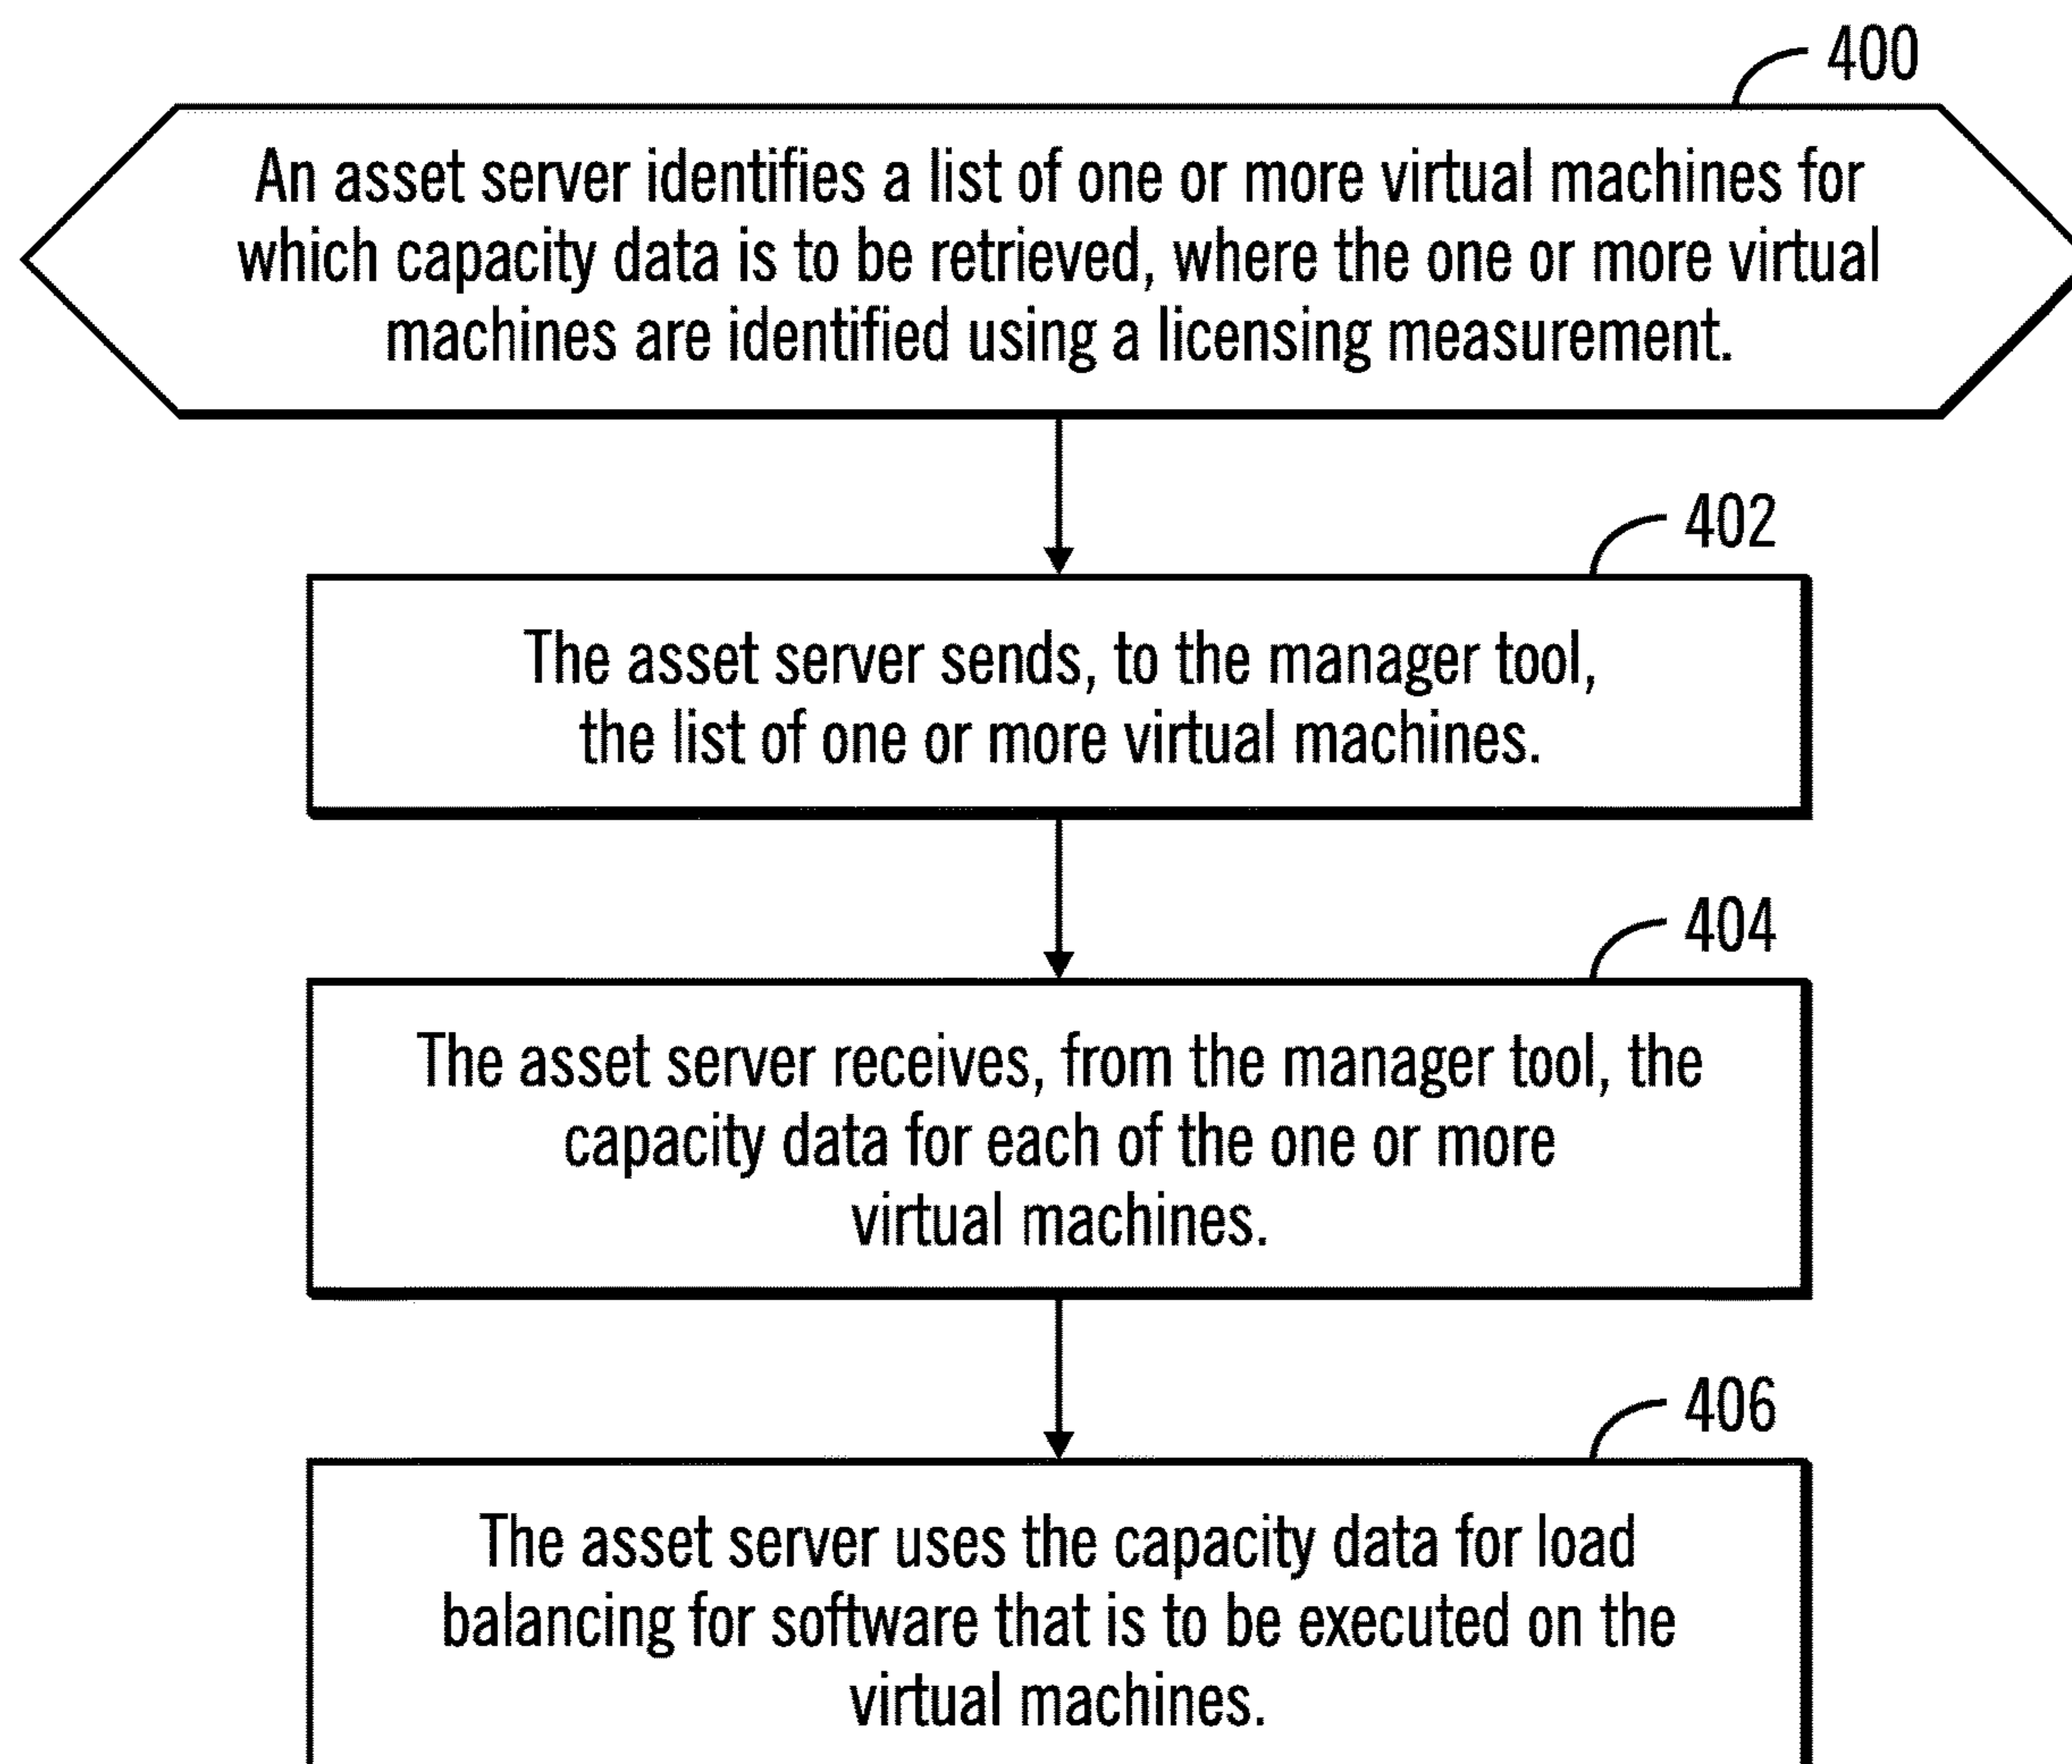 400
An asset server identifies a list of one or more virtual machines for
which capacity data is to be retrieved, where the one or more virtual
machines are identified using a licensing measurement.
402
The asset server sends, to the manager tool,
the list of one or more virtual machines.
404
The asset server receives, from the manager tool, the
capacity data for each of the one or more
virtual machines.
406
The asset server uses the capacity data for load
balancing for software that is to be executed on the
virtual machines.